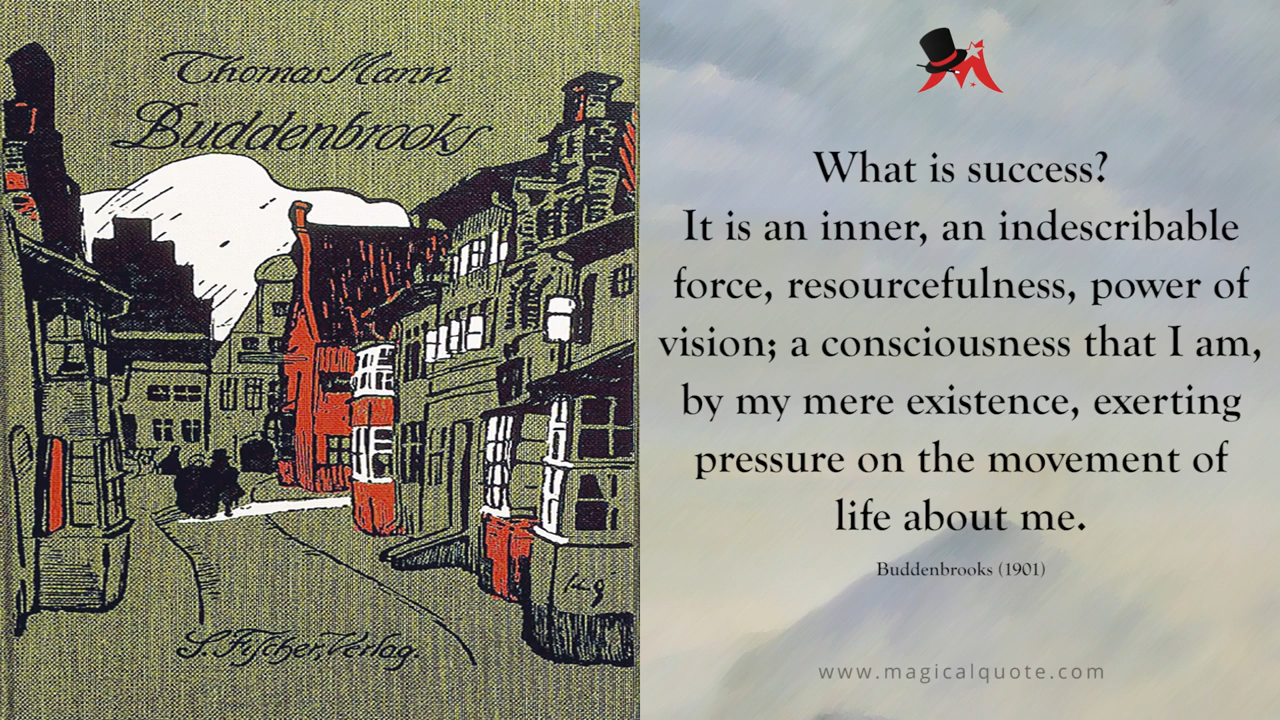 Thomas Mann
Buddenbrooks
S. Fischer, Verlag.
What is success?
It is an inner, an indescribable
force, resourcefulness, power of
vision; a consciousness that I am,
by my mere existence, exerting
pressure on the movement of
life about me.
Buddenbrooks (1901)
www.magicalquote.com